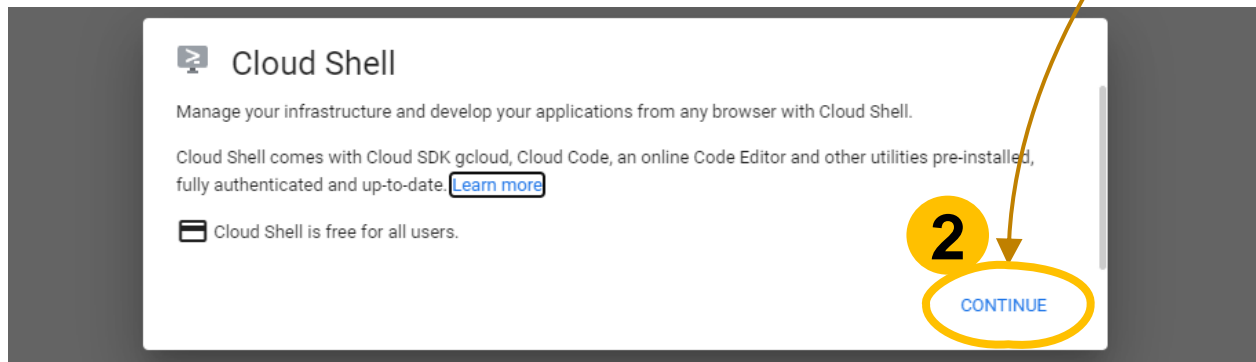 Cloud Shell
Manage your infrastructure and develop your applications from any browser with Cloud Shell.
Cloud Shell comes with Cloud SDK gcloud, Cloud Code, an online Code Editor and other utilities pre-installed,
fully authenticated and up-to-date. Learn more
Cloud Shell is free for all users.
2
CONTINUE